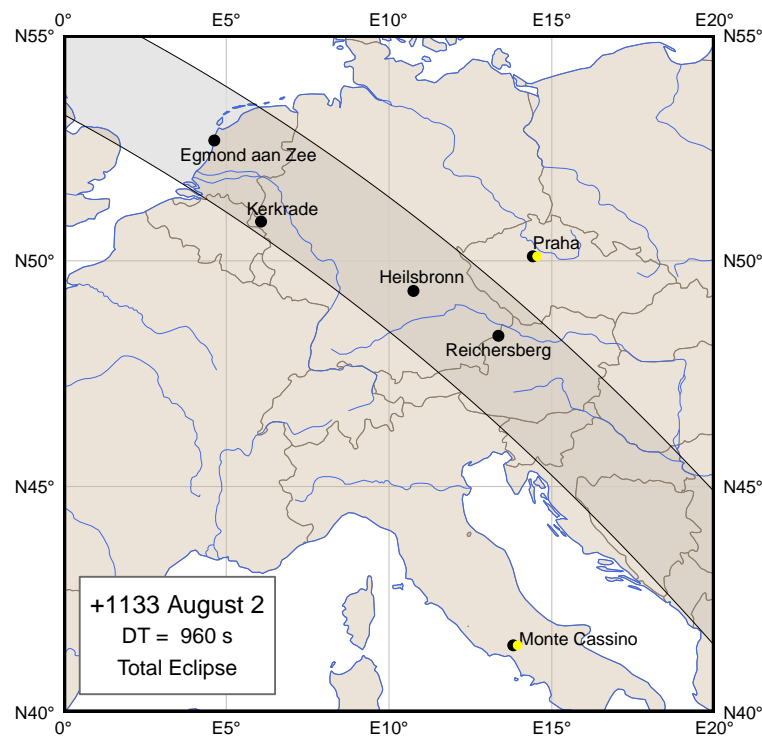 0° E5° E10° E15° E20°
N55° N55°
Egmond aan Zee
Kerkrade
Praha
N50° N50°
Heilsbronn
Reichersberg
N45° N45°
+1133 August 2
DT = 960 s
Total Eclipse
Monte Cassino
N40° N40°
0° E5° E10° E15° E20°